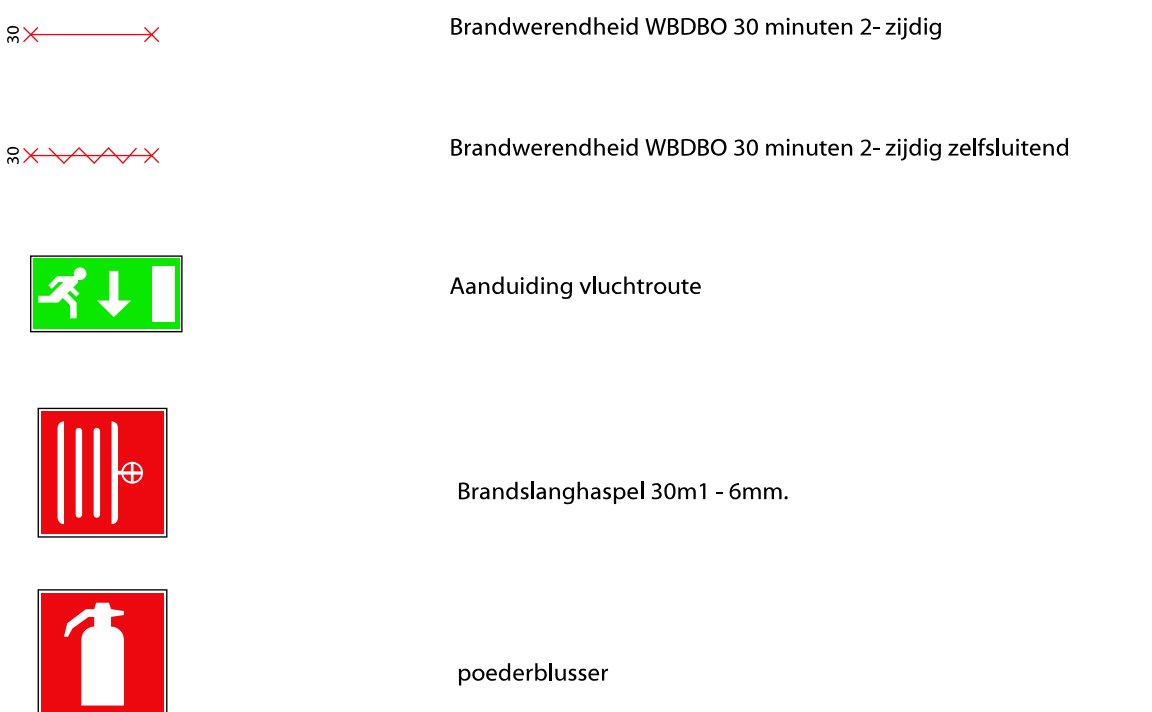 30 Brandwerendheid WBDBO 30 minuten 2- zijdig
30 Brandwerendheid WBDBO 30 minuten 2- zijdig zelfsluitend
Aanduiding vluchtroute
Brandslanghaspel 30m1 - 6mm.
poederblusser